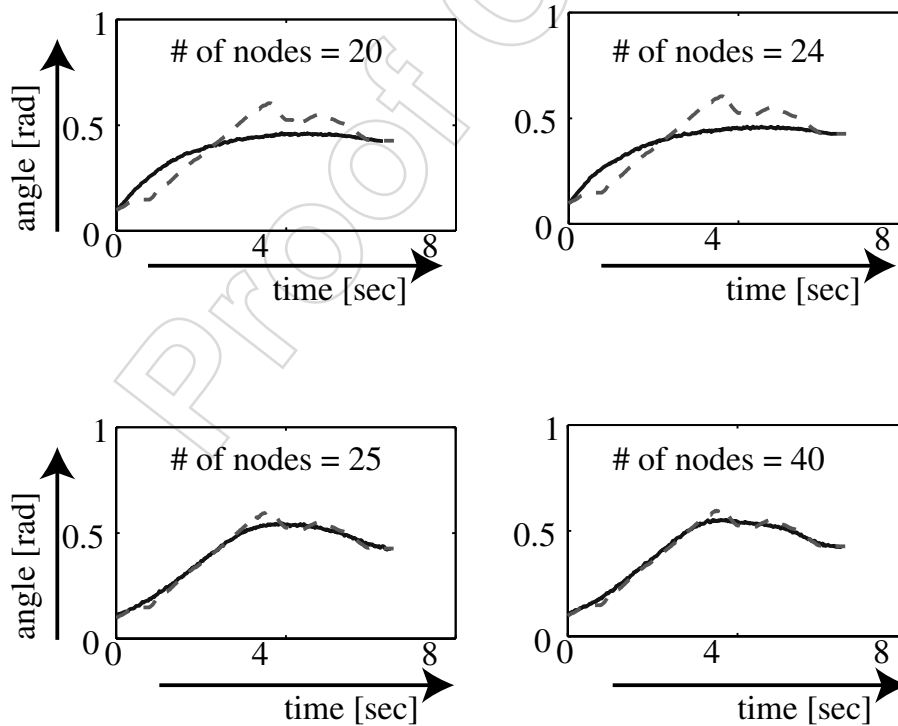 1
# of nodes = 20
0.5
0
0
4
8
angle [rad]
time [sec]
1
# of nodes = 24
0.5
0
0
4
8
time [sec]
1
# of nodes = 25
0.5
0
0
4
8
angle [rad]
time [sec]
1
# of nodes = 40
0.5
0
0
4
8
time [sec]
Proof